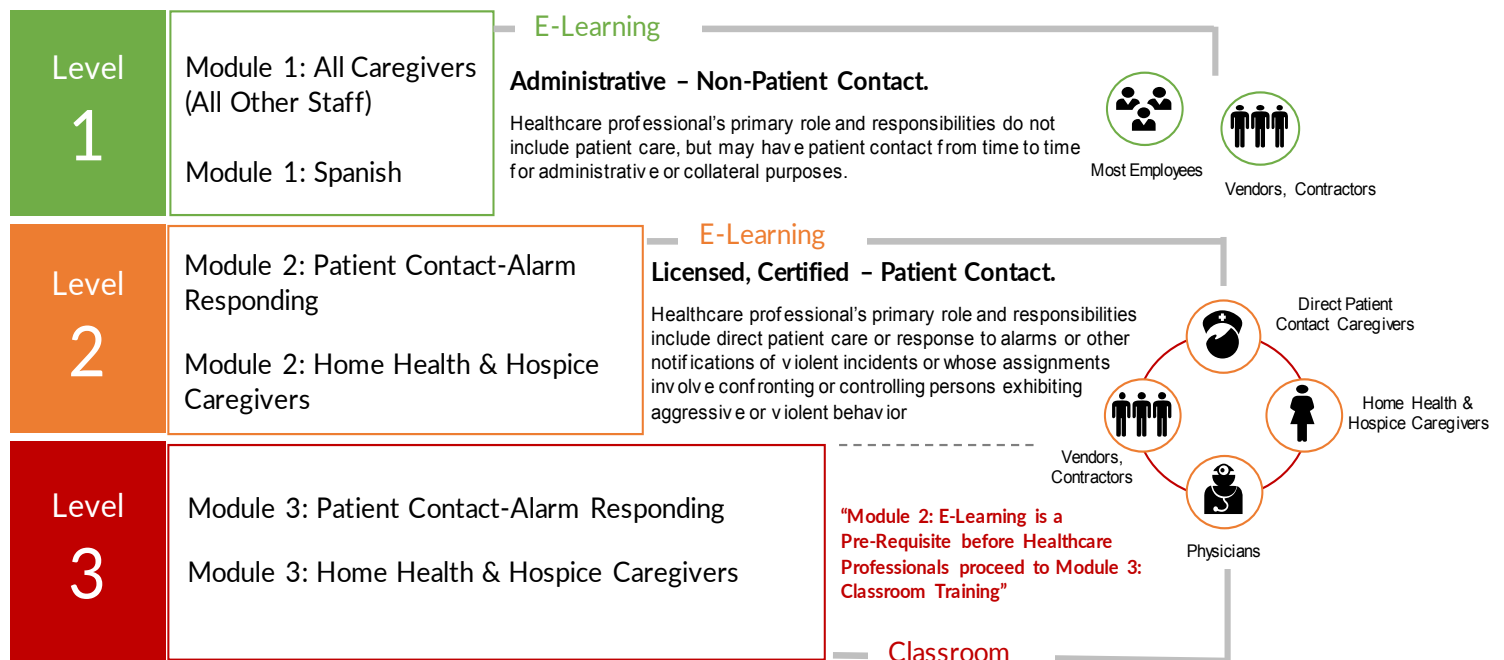 Level
1
Module 1: All Caregivers
(All Other Staff)
Module 1: Spanish
E-Learning
Administrative – Non-Patient Contact.
Healthcare professional's primary role and responsibilities do not
include patient care, but may have patient contact from time to time
for administrative or collateral purposes.
Most Employees
Vendors, Contractors
Level
2
Module 2: Patient Contact-Alarm
Responding
Module 2: Home Health & Hospice
Caregivers
E-Learning
Licensed, Certified – Patient Contact.
Healthcare professional's primary role and responsibilities
include direct patient care or response to alarms or other
notifications of violent incidents or whose assignments
involve confronting or controlling persons exhibiting
aggressive or violent behavior
Direct Patient
Contact Caregivers
Home Health &
Hospice Caregivers
Vendors,
Contractors
Physicians
Level
3
Module 3: Patient Contact-Alarm Responding
Module 3: Home Health & Hospice Caregivers
“Module 2: E-Learning is a
Pre-Requisite before Healthcare
Professionals proceed to Module 3:
Classroom Training”
Classroom